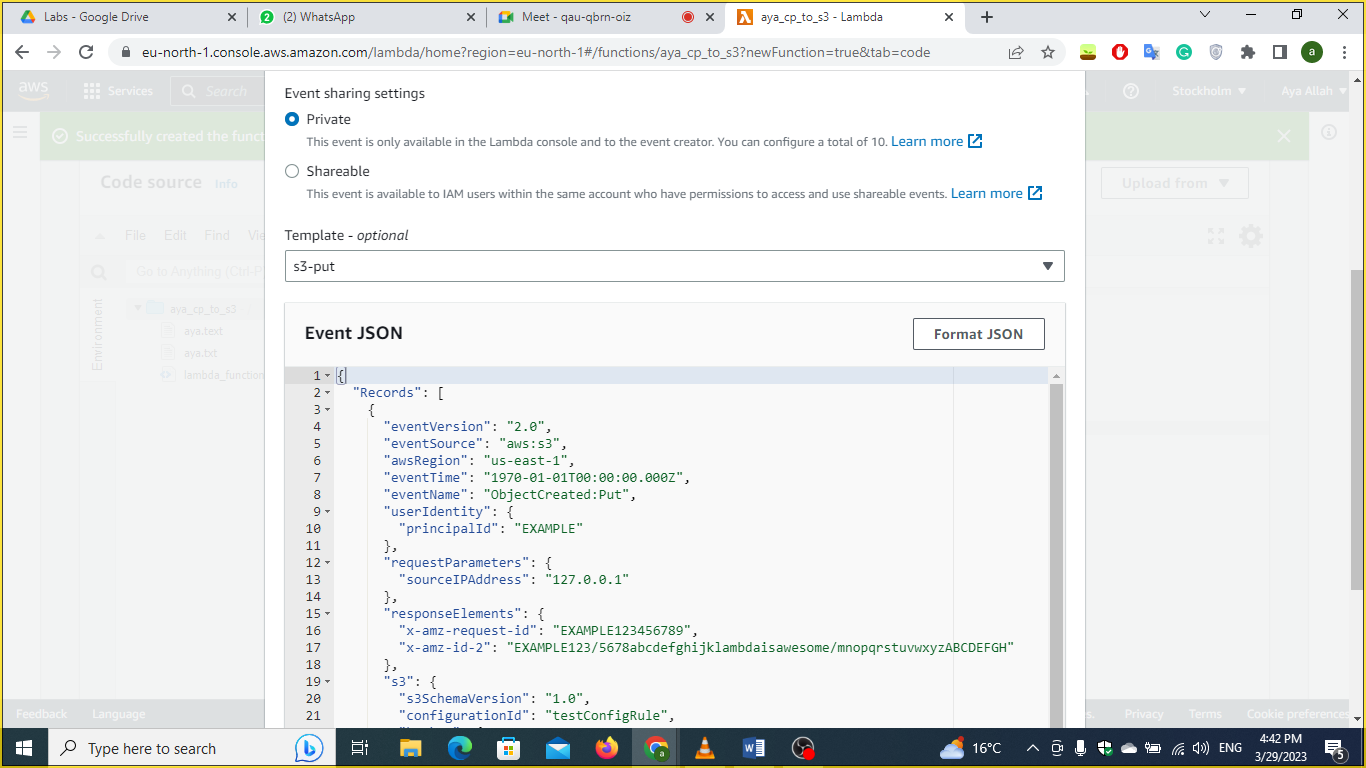 Labs - Google Drive
(2) WhatsApp
Meet - qau-qbrn-oiz
aya_cp_to_s3 - Lambda
eu-north-1.console.aws.amazon.com/lambda/home?region=eu-north-1#/functions/aya_cp_to_s3?newFunction=true&tab=code
a
aws
Services
Search
Stockholm
Aya Allah
Successfully created the funct
Code source Info
Upload from
File Edit Find Vie
Go to Anything (Ctrl-P
Environment
aya_cp_to_s3
aya.text
aya.txt
lambda_function
Event sharing settings
Private
This event is only available in the Lambda console and to the event creator. You can configure a total of 10. Learn more
Shareable
This event is available to IAM users within the same account who have permissions to access and use shareable events. Learn more
Template - optional
s3-put
Event JSON
Format JSON
1 {
2 "Records": [
3 {
4 "eventVersion": "2.0",
5 "eventSource": "aws:s3",
6 "awsRegion": "us-east-1",
7 "eventTime": "1970-01-01T00:00:00.000Z",
8 "eventName": "ObjectCreated:Put",
9 "userIdentity": {
10 "principalId": "EXAMPLE"
11 },
12 "requestParameters": {
13 "sourceIPAddress": "127.0.0.1"
14 },
15 "responseElements": {
16 "x-amz-request-id": "EXAMPLE123456789",
17 "x-amz-id-2": "EXAMPLE123/5678abcdefghijklambdaisawesome/mnopqrstuvwxyzABCDEFGH"
18 },
19 "s3": {
20 "s3SchemaVersion": "1.0",
21 "configurationId": "testConfigRule",
Feedback Language
s. Privacy Terms Cookie preferences
Type here to search
16°C
ENG
4:42 PM
3/29/2023
5